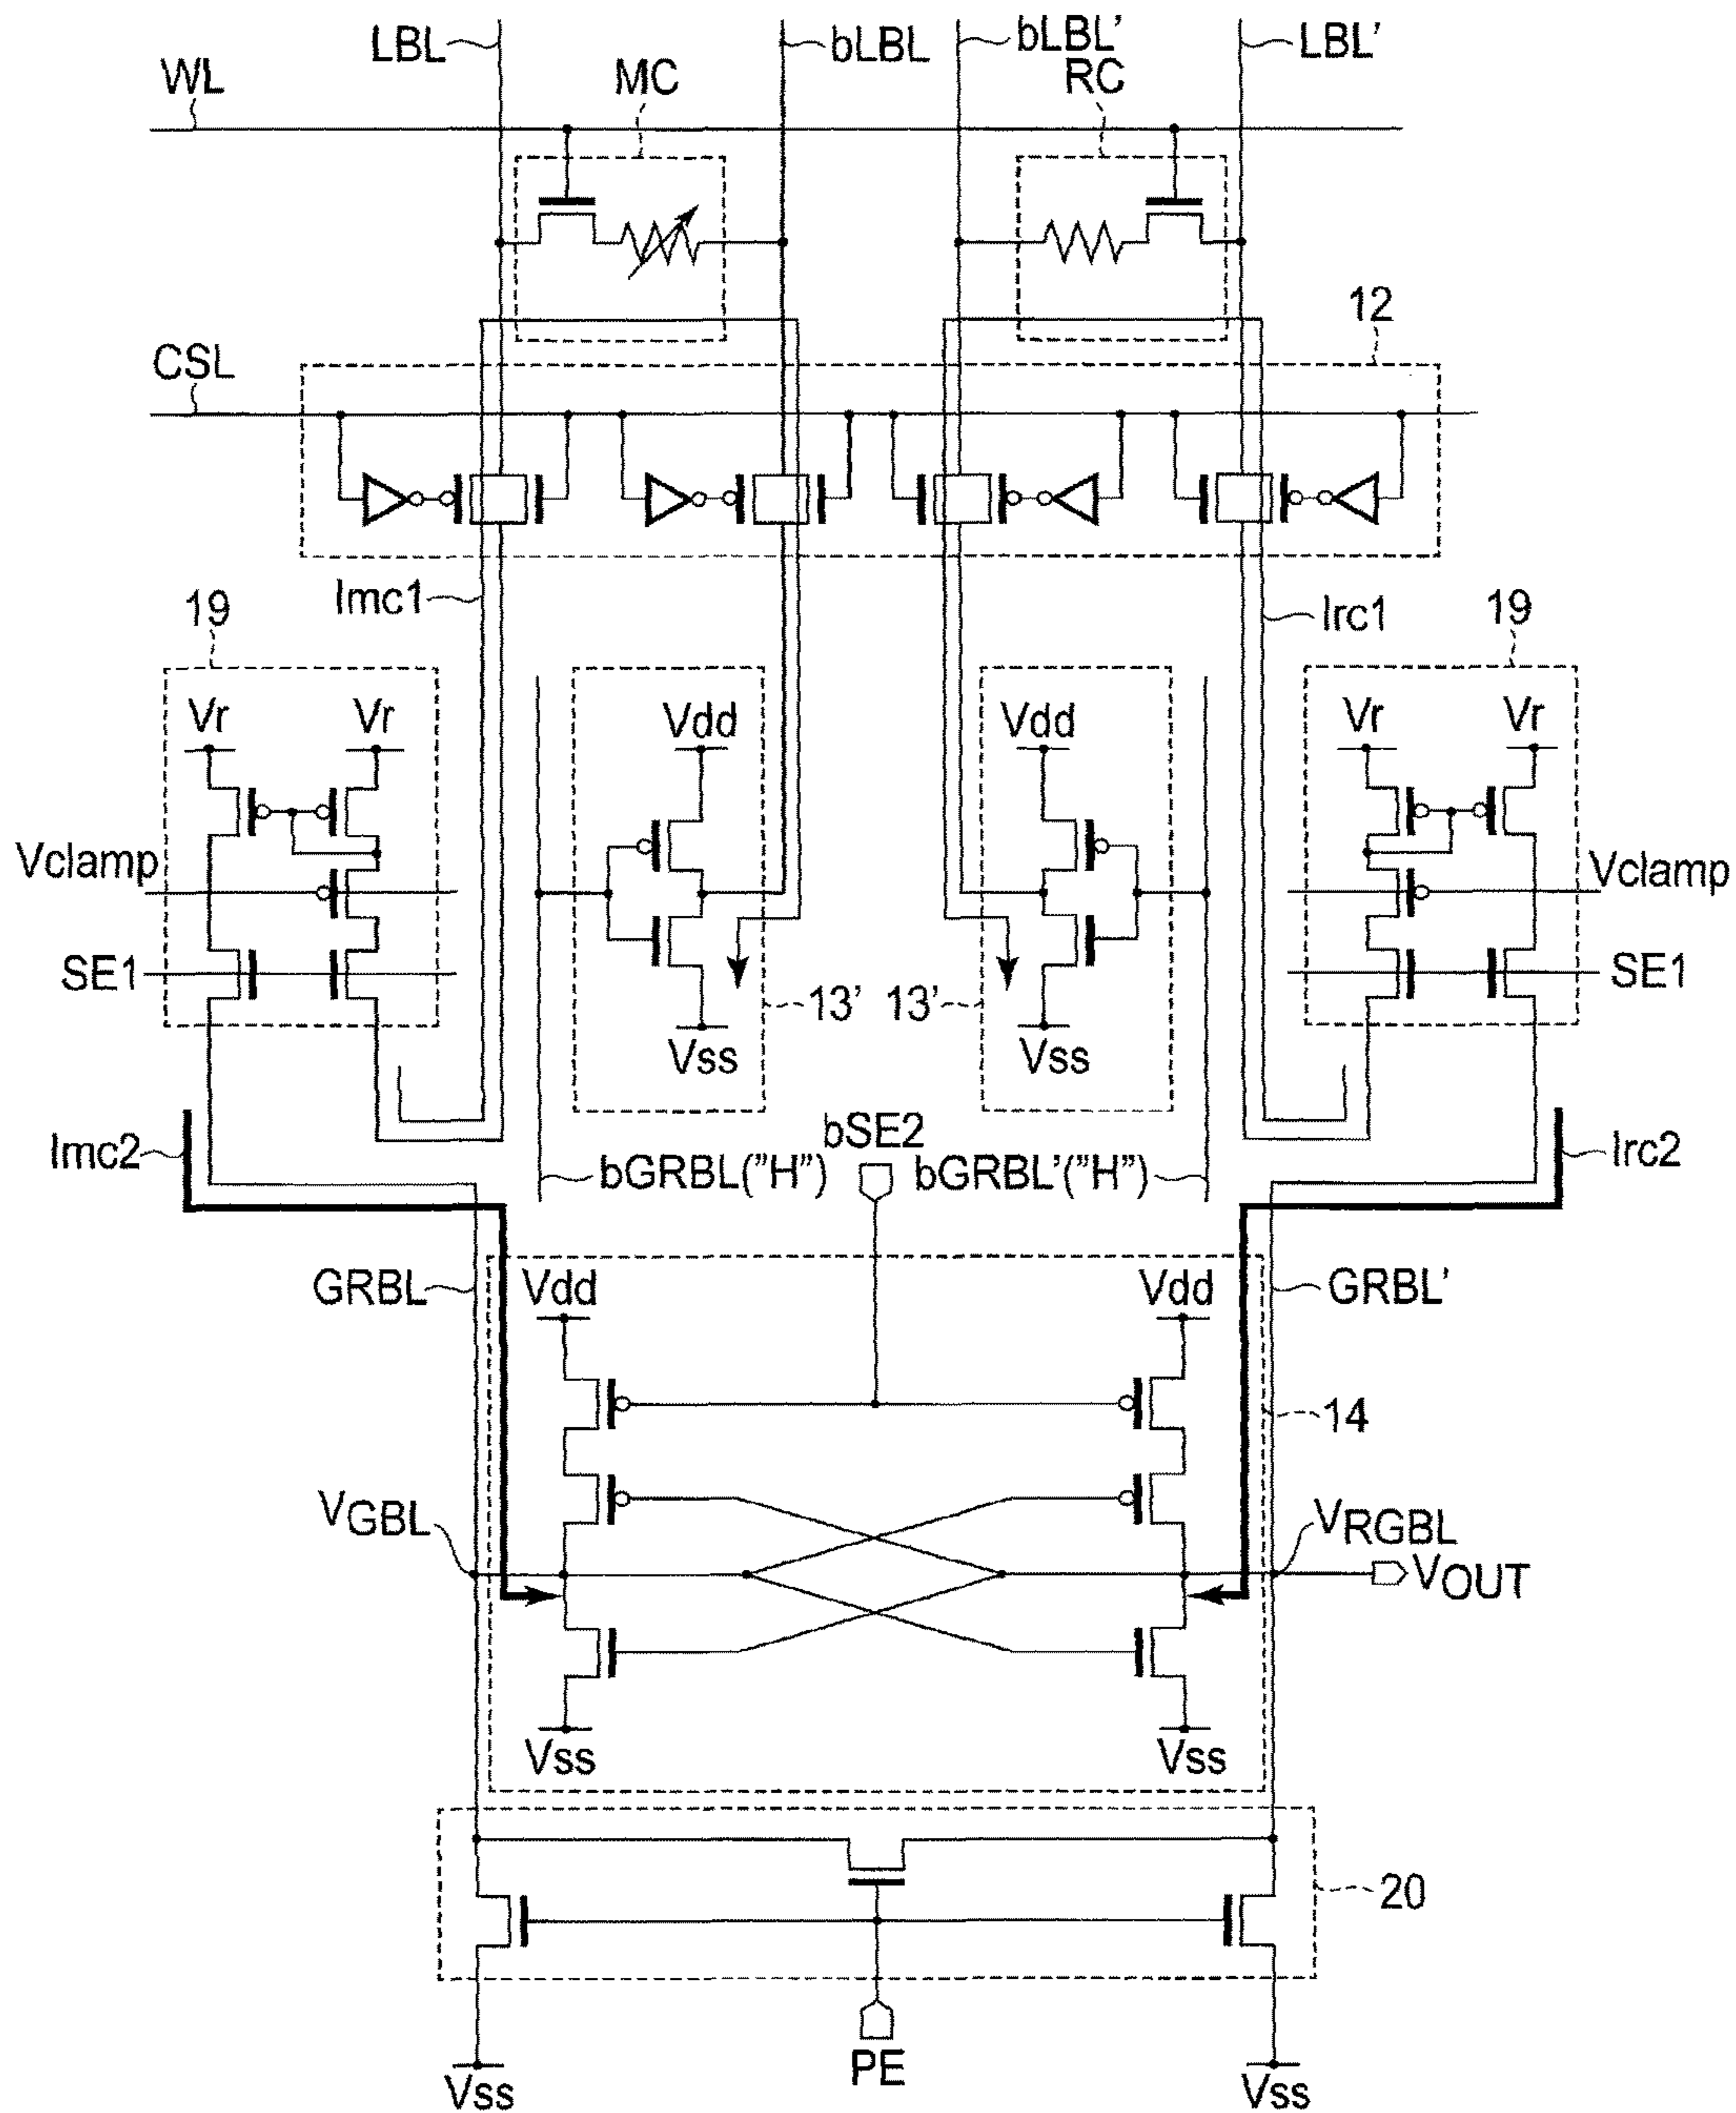 LBL bLBL bLBL’ LBL’
WL MC RC
12
CSL
Imc1 Irc1
19 19
Vr Vr Vdd Vdd Vr Vr
Vclamp Vclamp
SE1 SE1
13’ 13’
Vss Vss
bSE2
Imc2 Irc2
bGRBL(”H”) bGRBL’(”H”)
GRBL Vdd Vdd GRBL’
14
VGBL VRGBL
VOUT
Vss Vss
20
PE
Vss Vss